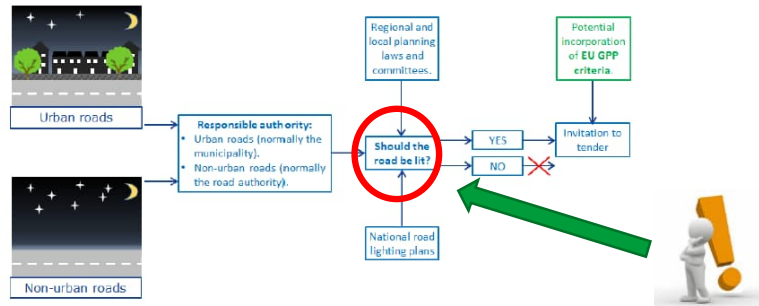 Urban roads
Non-urban roads
Responsible authority:
• Urban roads (normally the
municipality).
• Non-urban roads (normally
the road authority).
Regional and
local planning
laws and
committees.
Should the
road be lit?
National road
lighting plans
YES
NO
Potential
incorporation
of EU GPP
criteria.
Invitation to
tender